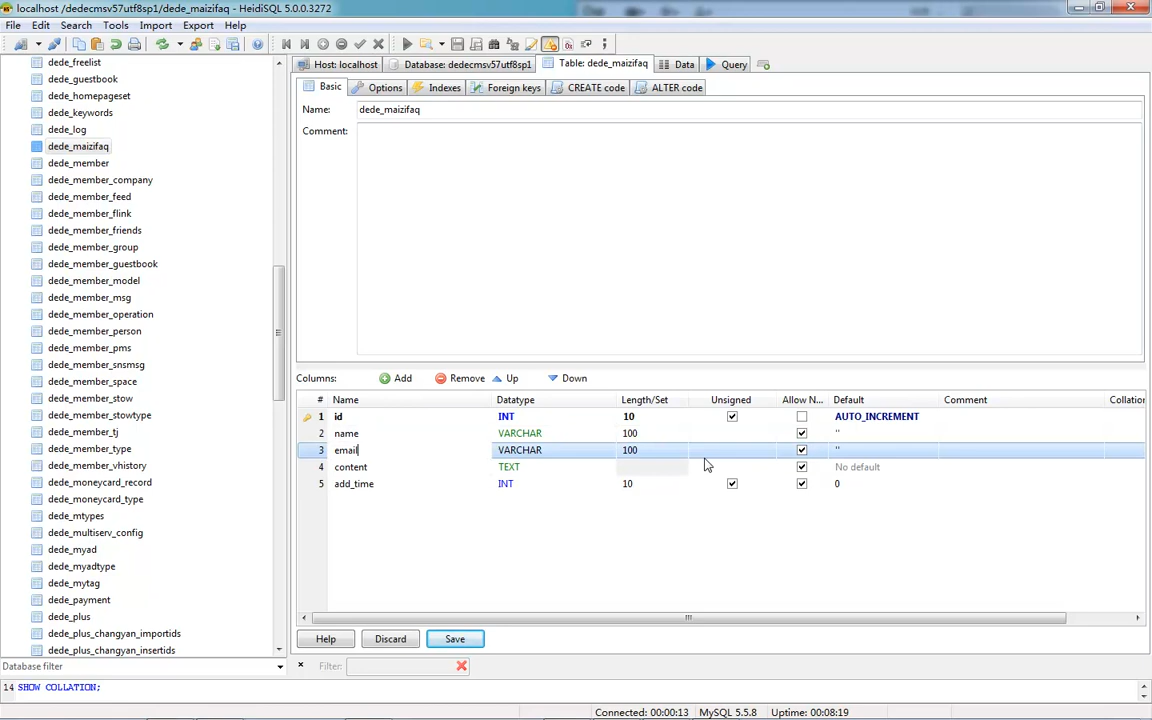 localhost /dedecmsv57utf8sp1/dede_maizifaq - HeidiSQL 5.0.0.3272
File Edit Search Tools Import Export Help
dede_freelist
dede_guestbook
dede_homepageset
dede_keywords
dede_log
dede_maizifaq
dede_member
dede_member_company
dede_member_feed
dede_member_flink
dede_member_friends
dede_member_group
dede_member_guestbook
dede_member_model
dede_member_msg
dede_member_operation
dede_member_person
dede_member_pms
dede_member_snsmsg
dede_member_space
dede_member_stow
dede_member_stowtype
dede_member_tj
dede_member_type
dede_member_vhistory
dede_moneycard_record
dede_moneycard_type
dede_mtypes
dede_multiserv_config
dede_myad
dede_myadtype
dede_mytag
dede_payment
dede_plus
dede_plus_changyan_importids
dede_plus_changyan_insertids
Host: localhost Database: dedecmsv57utf8sp1 Table: dede_maizifaq Data Query
Basic Options Indexes Foreign keys CREATE code ALTER code
Name: dede_maizifaq
Comment:
Columns: Add Remove Up Down
# Name Datatype Length/Set Unsigned Allow N... Default Comment Collation
1 id INT 10 AUTO_INCREMENT
2 name VARCHAR 100 ''
3 email VARCHAR 100 ''
4 content TEXT No default
5 add_time INT 10 0
Help Discard Save
Database filter Filter:
14 SHOW COLLATION;
Connected: 00:00:13 MySQL 5.5.8 Uptime: 00:08:19